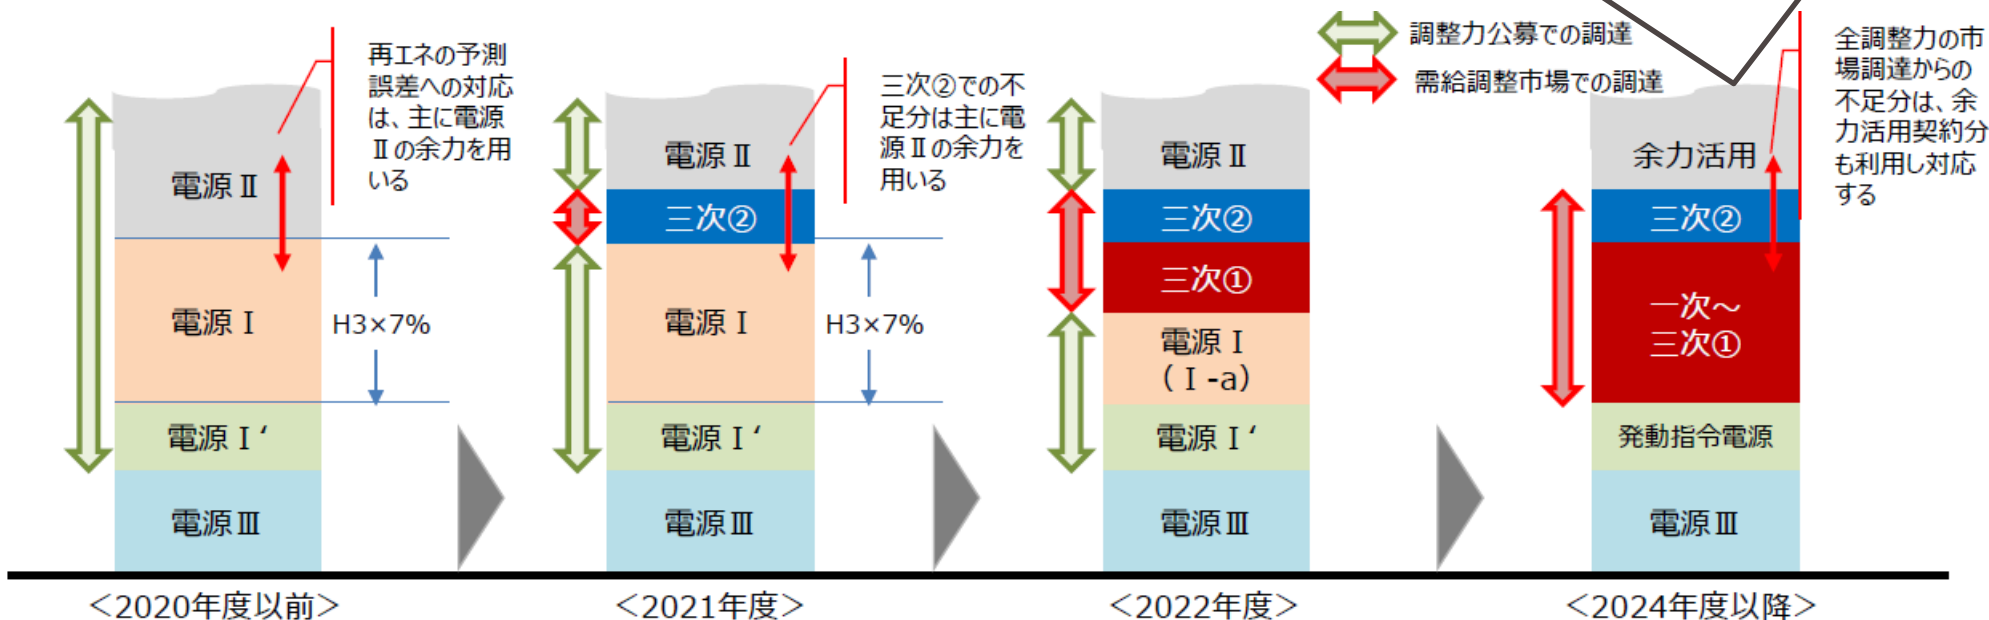 調整力公募での調達
需給調整市場での調達
再エネの予測
誤差への対応
は、主に電源
Ⅱの余力を用
いる
電源Ⅱ
電源Ⅰ
H3×7%
電源Ⅰ‘
電源Ⅲ
＜2020年度以前＞
三次②での不
足分は主に電
源Ⅱの余力を
用いる
電源Ⅱ
三次②
電源Ⅰ
H3×7%
電源Ⅰ‘
電源Ⅲ
＜2021年度＞
電源Ⅱ
三次②
三次①
電源Ⅰ
（Ⅰ-a）
電源Ⅰ‘
電源Ⅲ
＜2022年度＞
全調整力の市
場調達からの
不足分は、余
力活用契約分
も利用し対応
する
余力活用
三次②
一次～
三次①
発動指令電源
電源Ⅲ
＜2024年度以降＞